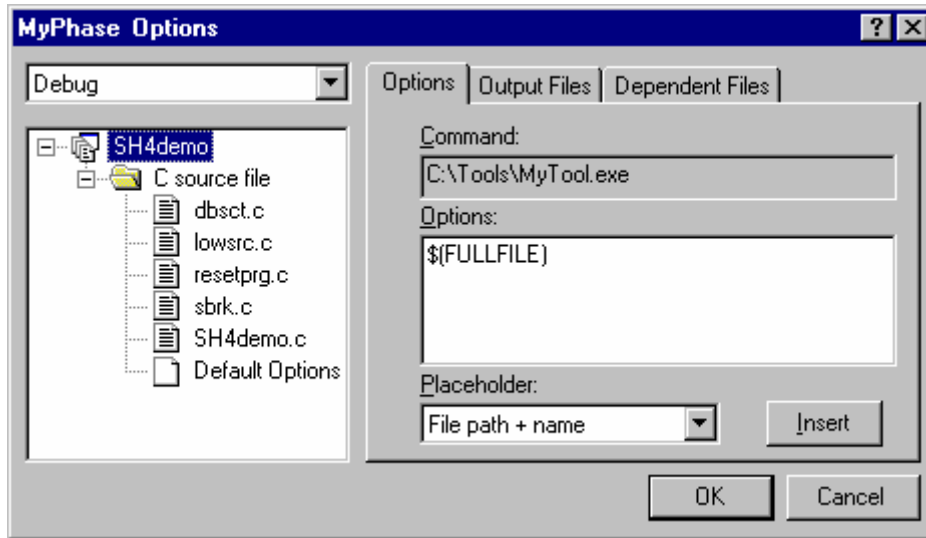 MyPhase Options
Debug
SH4demo
C source file
dbsct.c
lowsrc.c
resetprg.c
sbrk.c
SH4demo.c
Default Options
Options
Output Files
Dependent Files
Command:
C:\Tools\MyTool.exe
Options:
$(FULLFILE)
Placeholder:
File path + name
Insert
OK
Cancel